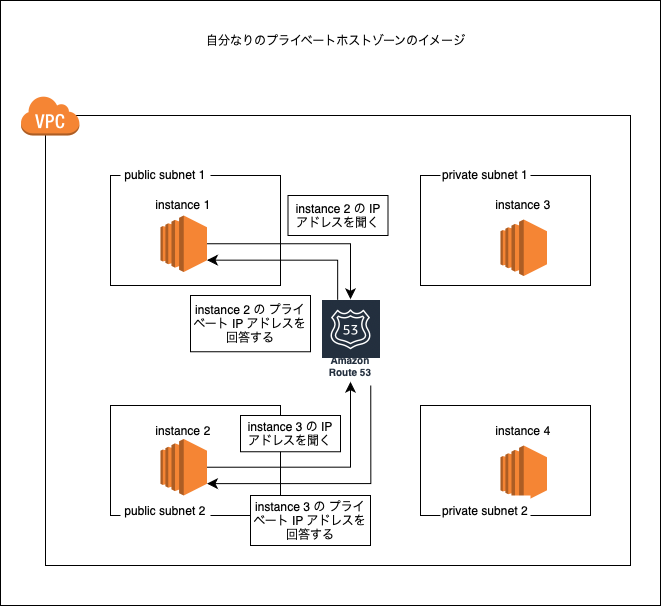 自分なりのプライベートホストゾーンのイメージ
VPC
public subnet 1
instance 1
instance 2 の IP
アドレスを聞く
private subnet 1
instance 3
instance 2 の プライ
ベート IP アドレスを
回答する
53
Amazon
Route 53
instance 2
instance 3 の IP
アドレスを聞く
public subnet 2
instance 3 の プライ
ベート IP アドレスを
回答する
instance 4
private subnet 2